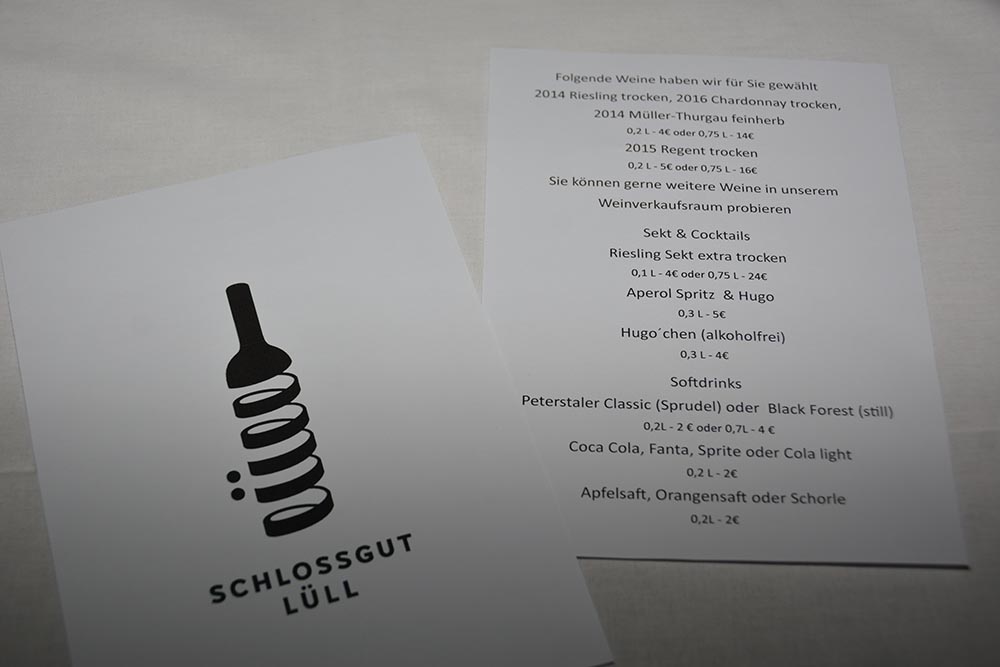 Folgende Weine haben wir für Sie gewählt
2014 Riesling trocken, 2016 Chardonnay trocken,
2014 Müller-Thurgau feinherb
0,2 L - 4€ oder 0,75 L - 14€
2015 Regent trocken
0,2 L - 5€ oder 0,75 L - 16€
Sie können gerne weitere Weine in unserem
Weinverkaufsraum probieren
Sekt & Cocktails
Riesling Sekt extra trocken
0,1 L - 4€ oder 0,75 L - 24€
Aperol Spritz & Hugo
0,3 L - 5€
Hugo´chen (alkoholfrei)
0,3 L - 4€
Softdrinks
Peterstaler Classic (Sprudel) oder Black Forest (still)
0,2L - 2 € oder 0,7L - 4 €
Coca Cola, Fanta, Sprite oder Cola light
0,2 L - 2€
Apfelsaft, Orangensaft oder Schorle
0,2L - 2€
SCHLOSSGUT
LÜLL